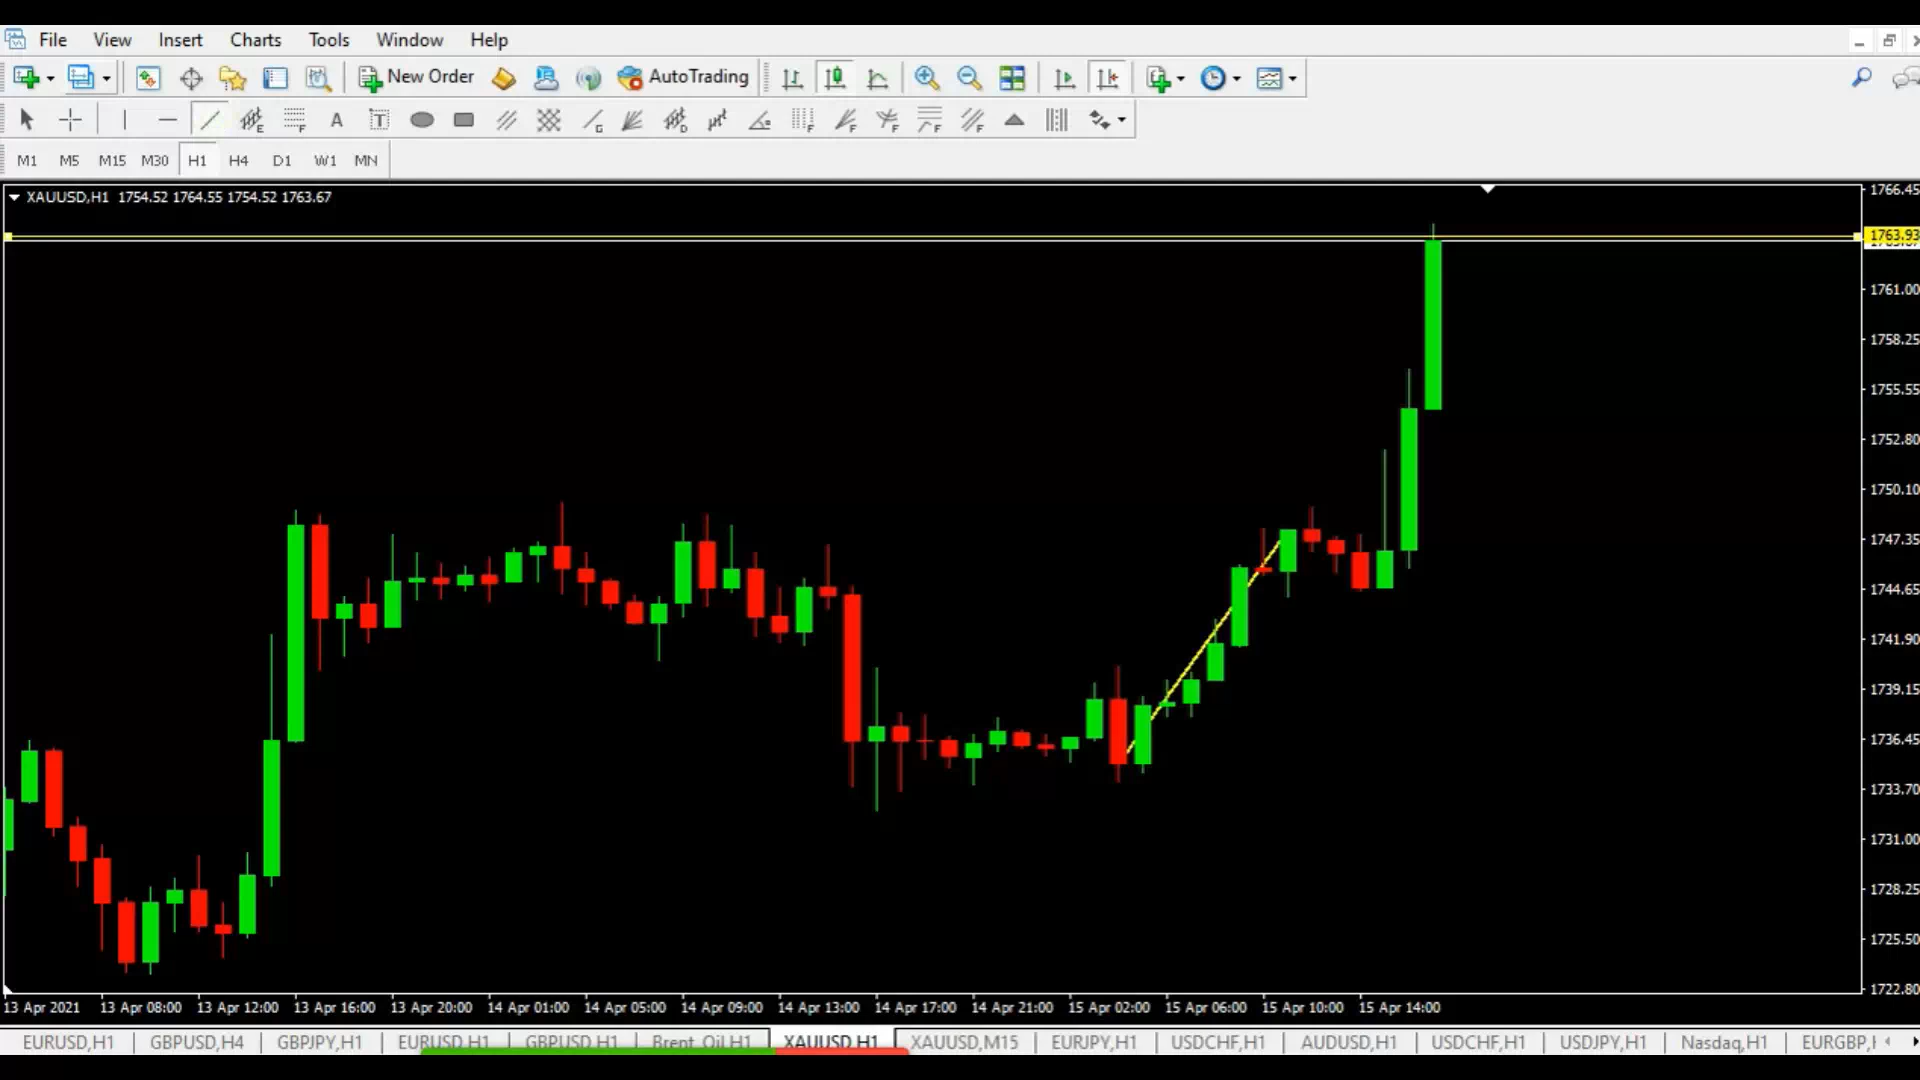 File View Insert Charts Tools Window Help
New Order AutoTrading
M1 M5 M15 M30 H1 H4 D1 W1 MN
XAUUSD,H1 1754.52 1764.55 1754.52 1763.67
1766.45
1763.93
1761.00
1758.25
1755.55
1752.80
1750.10
1747.35
1744.65
1741.90
1739.15
1736.45
1733.70
1731.00
1728.25
1725.50
1722.80
13 Apr 2021 13 Apr 08:00 13 Apr 12:00 13 Apr 16:00 13 Apr 20:00 14 Apr 01:00 14 Apr 05:00 14 Apr 09:00 14 Apr 13:00 14 Apr 17:00 14 Apr 21:00 15 Apr 02:00 15 Apr 06:00 15 Apr 10:00 15 Apr 14:00
EURUSD,H1 GBPUSD,H4 GBPJPY,H1 EURUSD,H1 GBPUSD,H1 Brent_Oil,H1 XAUUSD,H1 XAUUSD,M15 EURJPY,H1 USDCHF,H1 AUDUSD,H1 USDCHF,H1 USDJPY,H1 Nasdaq,H1 EURGBP,